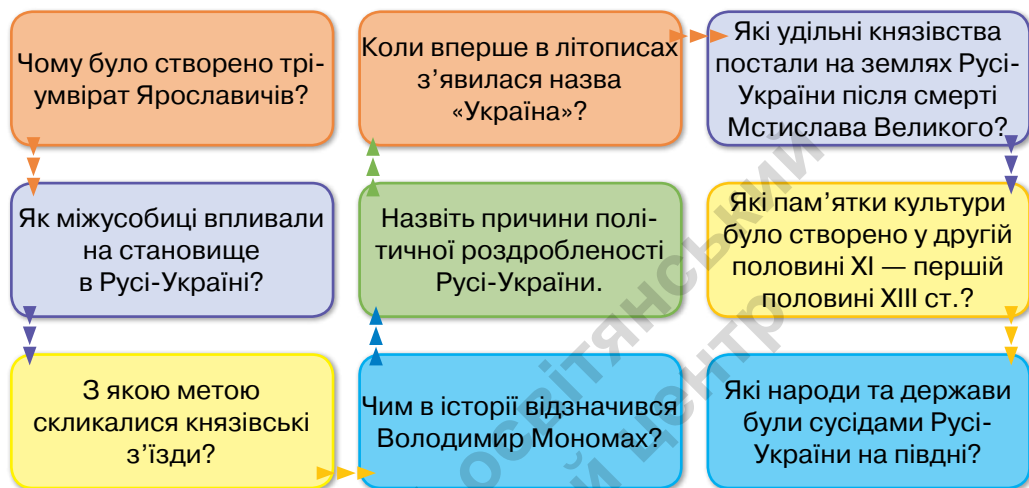 Чому було створено трі-
умвірат Ярославичів?
Як міжусобиці впливали
на становище
в Русі-Україні?
З якою метою
скликалися князівські
з’їзди?
Чим в історії відзначився
Володимир Мономах?
Назвіть причини полі-
тичної роздробленості
Русі-України.
Коли вперше в літописах
з’явилася назва
«Україна»?
Які удільні князівства
постали на землях Русі-
України після смерті
Мстислава Великого?
Які пам’ятки культури
було створено у другій
половині XI — першій
половині XIII ст.?
Які народи та держави
були сусідами Русі-
України на півдні?
освітянський
центр